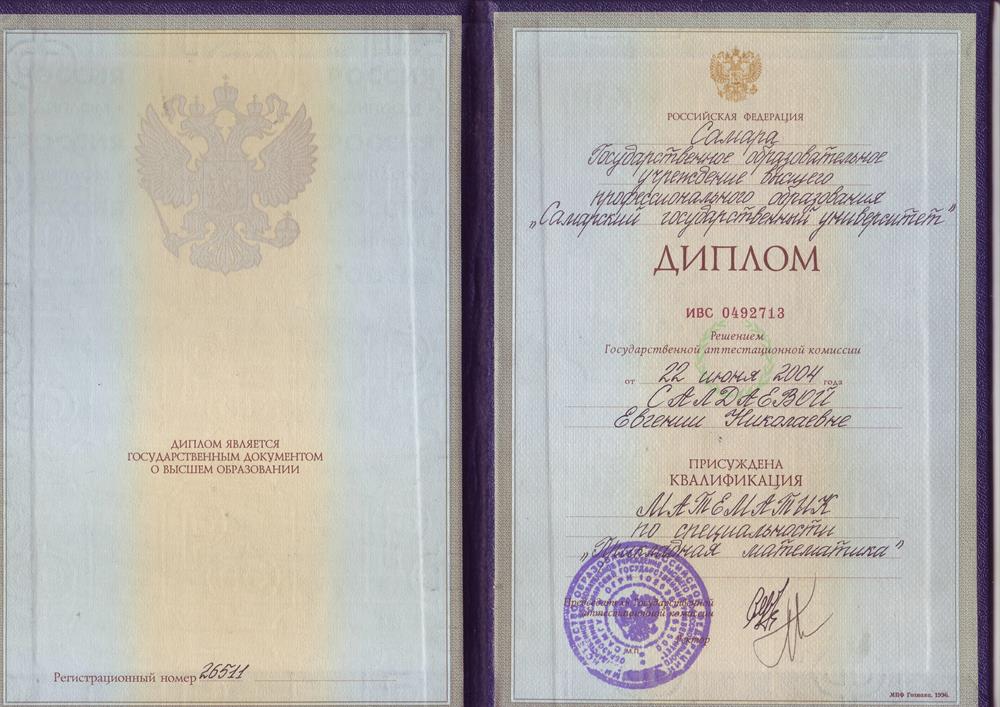 ДИПЛОМ ЯВЛЯЕТСЯ
ГОСУДАРСТВЕННЫМ ДОКУМЕНТОМ
О ВЫСШЕМ ОБРАЗОВАНИИ
Регистрационный номер 26511
РОССИЙСКАЯ ФЕДЕРАЦИЯ
Самара
Государственное образовательное
учреждение высшего
профессионального образования
„Самарский государственный университет"
ДИПЛОМ
ИВС 0492713
Решением
Государственной аттестационной комиссии
от 22 июня 2004 года
САЛДАЕВОЙ
Евгении Николаевне
ПРИСУЖДЕНА
КВАЛИФИКАЦИЯ
МАТЕМАТИК
по специальности
„Прикладная математика"
Председатель Государственной
аттестационной комиссии
Ректор
М.П.
МПФ Гознака. 1996.